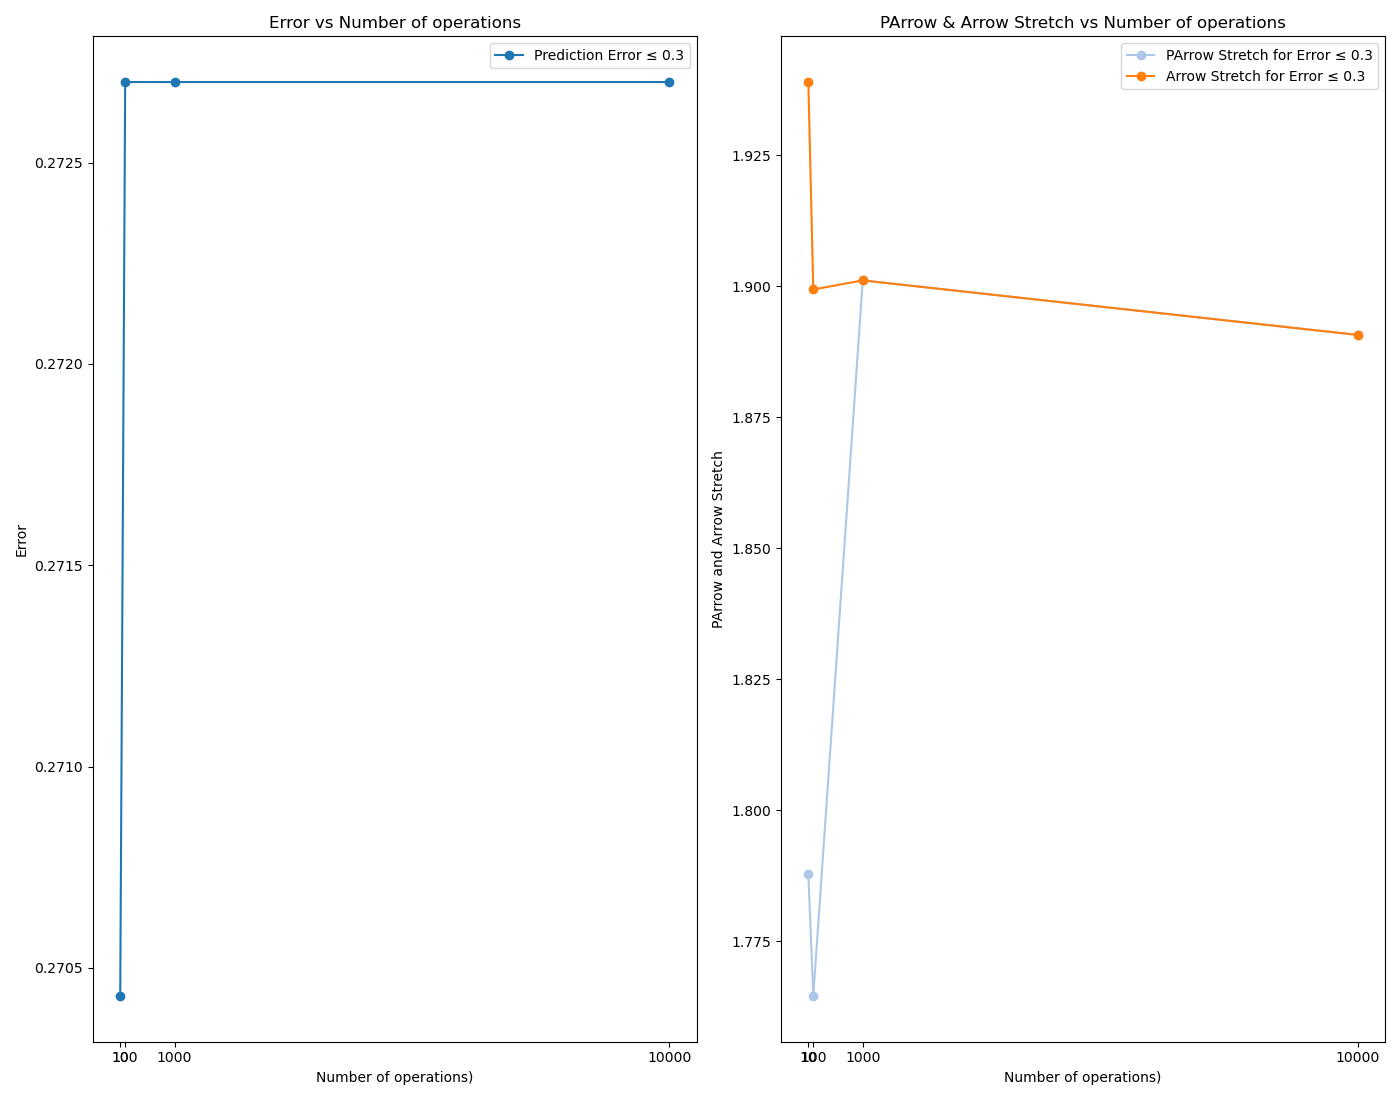 Error vs Number of operations
Prediction Error ≤ 0.3
0.2725
0.2720
0.2715
0.2710
0.2705
Error
10 100 1000 10000
Number of operations)
PArrow & Arrow Stretch vs Number of operations
PArrow Stretch for Error ≤ 0.3
Arrow Stretch for Error ≤ 0.3
1.925
1.900
1.875
1.850
1.825
1.800
1.775
PArrow and Arrow Stretch
10 100 1000 10000
Number of operations)